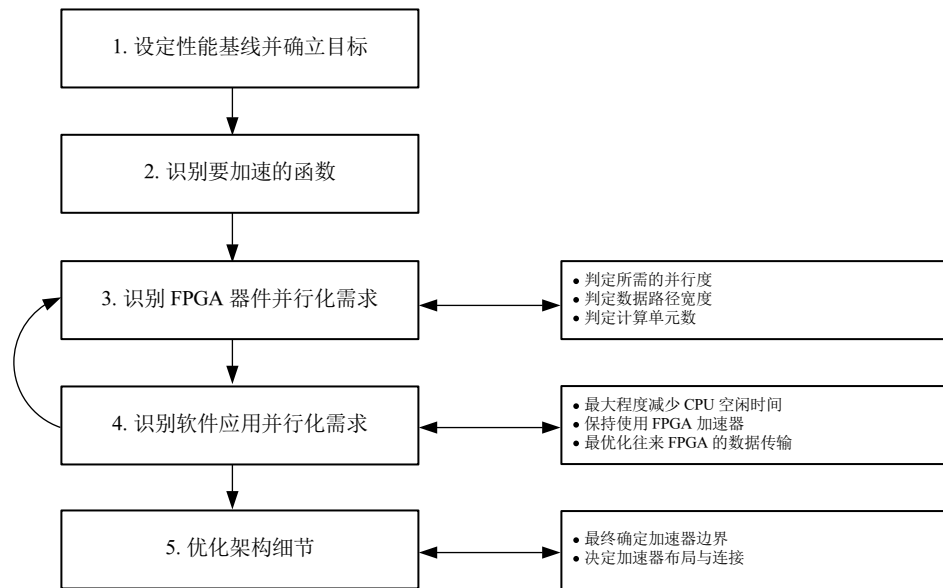 1. 设定性能基线并确立目标
2. 识别要加速的函数
3. 识别 FPGA 器件并行化需求
• 判定所需的并行度
• 判定数据路径宽度
• 判定计算单元数
4. 识别软件应用并行化需求
• 最大程度减少 CPU 空闲时间
• 保持使用 FPGA 加速器
• 最优化往来 FPGA 的数据传输
5. 优化架构细节
• 最终确定加速器边界
• 决定加速器布局与连接